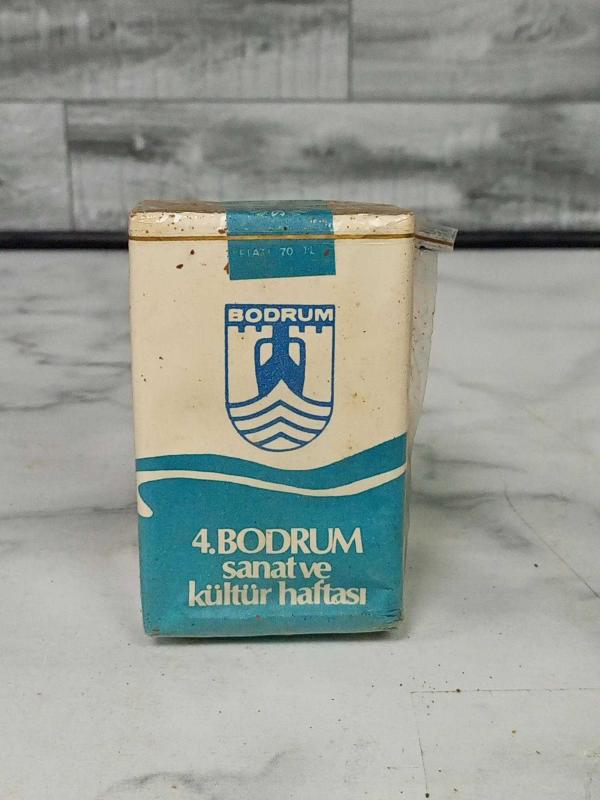 FİATI 70 TL
BODRUM
4.BODRUM
sanat ve
kültür haftası